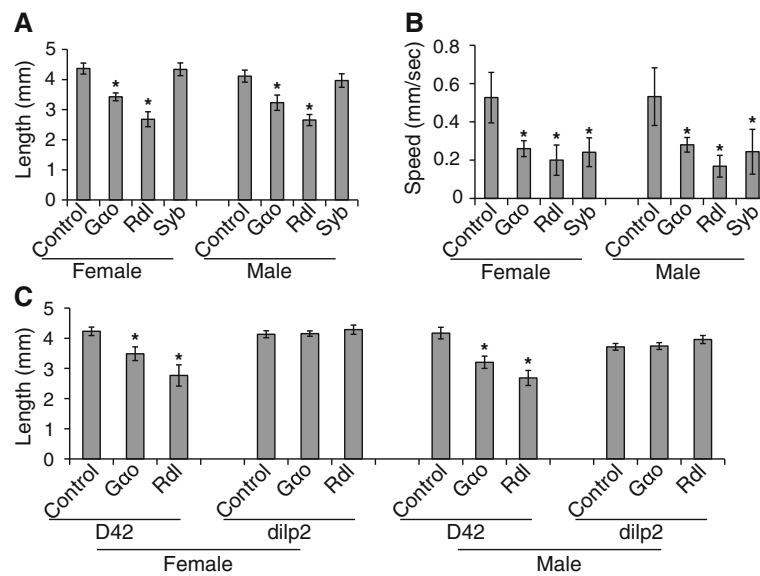 A
Length (mm)
5
4
3
2
1
0
* * * *
Control Gαo Rdl Syb Control Gαo Rdl Syb
Female Male
B
Speed (mm/sec)
0.8
0.6
0.4
0.2
0
* * * * * *
Control Gαo Rdl Syb Control Gαo Rdl Syb
Female Male
C
Length (mm)
5
4
3
2
1
0
* * * *
Control Gαo Rdl Control Gαo Rdl Control Gαo Rdl Control Gαo Rdl
D42 dilp2 D42 dilp2
Female Male